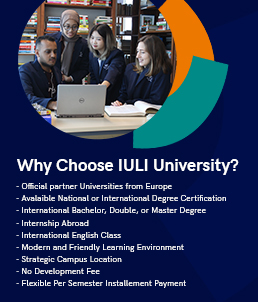 Why Choose IULI University?
- Official partner Universities from Europe
- Avalaible National or International Degree Certification
- International Bachelor, Double, or Master Degree
- Internship Abroad
- International English Class
- Modern and Friendly Learning Environment
- Strategic Campus Location
- No Development Fee
- Flexible Per Semester Installement Payment